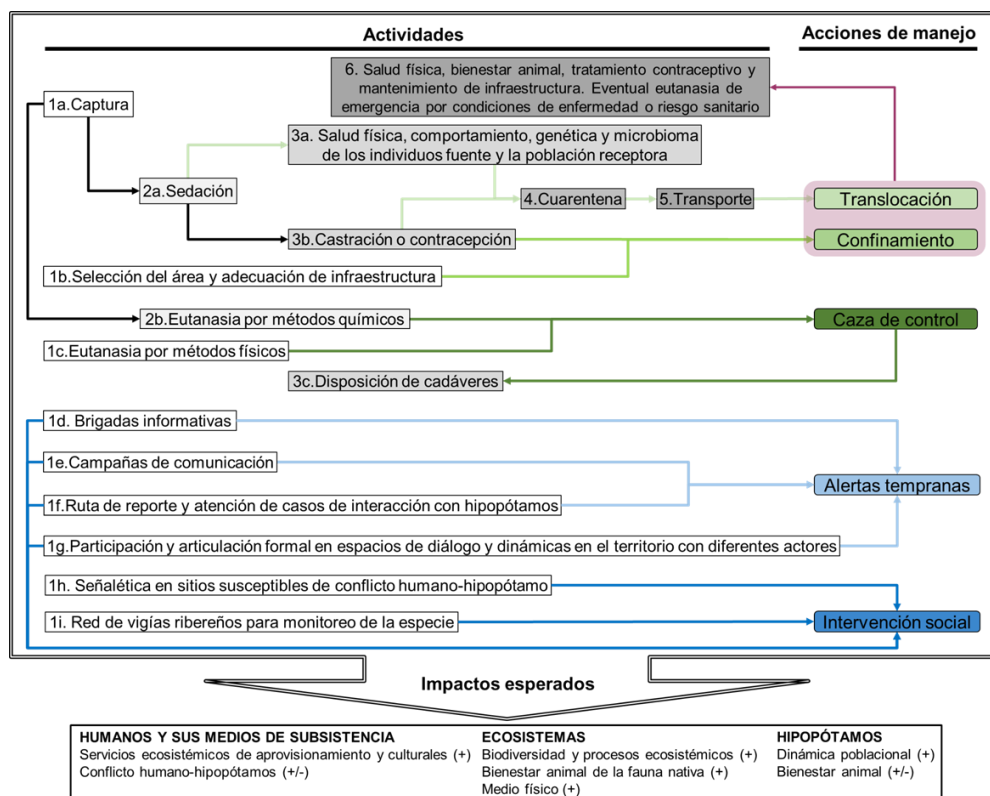 Actividades
Acciones de manejo
6. Salud física, bienestar animal, tratamiento contraceptivo y
mantenimiento de infraestructura. Eventual eutanasia de
emergencia por condiciones de enfermedad o riesgo sanitario
1a.Captura
3a. Salud física, comportamiento, genética y microbioma
de los individuos fuente y la población receptora
2a.Sedación
4.Cuarentena
5.Transporte
Translocación
3b.Castración o contracepción
Confinamiento
1b.Selección del área y adecuación de infraestructura
2b.Eutanasia por métodos químicos
Caza de control
1c.Eutanasia por métodos físicos
3c.Disposición de cadáveres
1d. Brigadas informativas
1e.Campañas de comunicación
Alertas tempranas
1f.Ruta de reporte y atención de casos de interacción con hipopótamos
1g.Participación y articulación formal en espacios de diálogo y dinámicas en el territorio con diferentes actores
1h. Señalética en sitios susceptibles de conflicto humano-hipopótamo
1i. Red de vigías ribereños para monitoreo de la especie
Intervención social
Impactos esperados
HUMANOS Y SUS MEDIOS DE SUBSISTENCIA
Servicios ecosistémicos de aprovisionamiento y culturales (+)
Conflicto humano-hipopótamos (+/-)
ECOSISTEMAS
Biodiversidad y procesos ecosistémicos (+)
Bienestar animal de la fauna nativa (+)
Medio físico (+)
HIPOPÓTAMOS
Dinámica poblacional (+)
Bienestar animal (+/-)